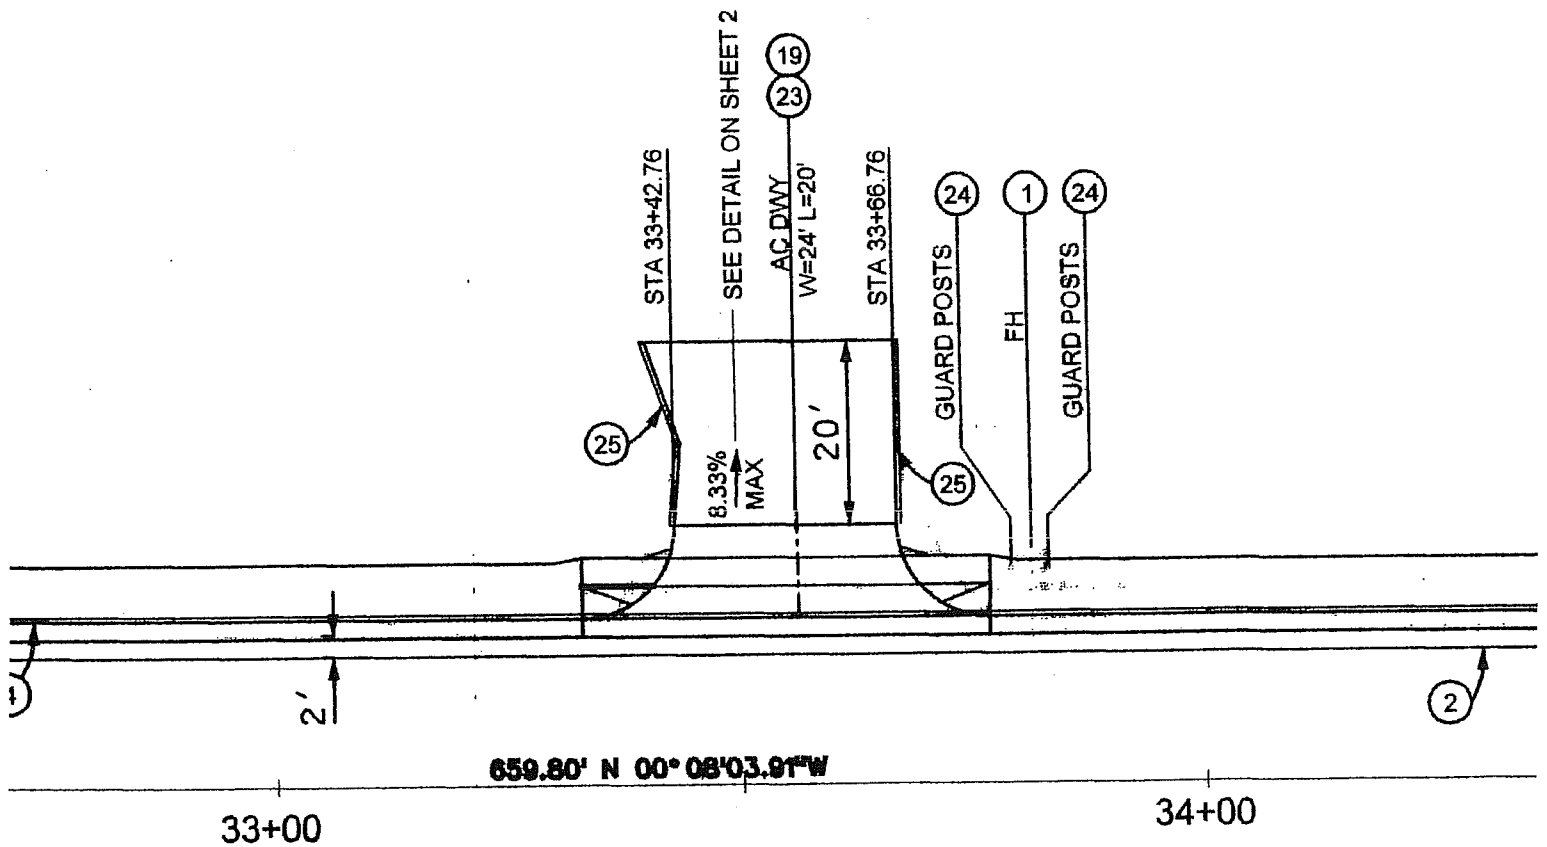 STA 33+42.76
SEE DETAIL ON SHEET 2
19
23
AC DWY
W=24' L=20'
STA 33+66.76
24
GUARD POSTS
1
FH
24
GUARD POSTS
25
8.33%
MAX
20'
25
2'
2
659.80' N 00°08'03.91"W
33+00
34+00